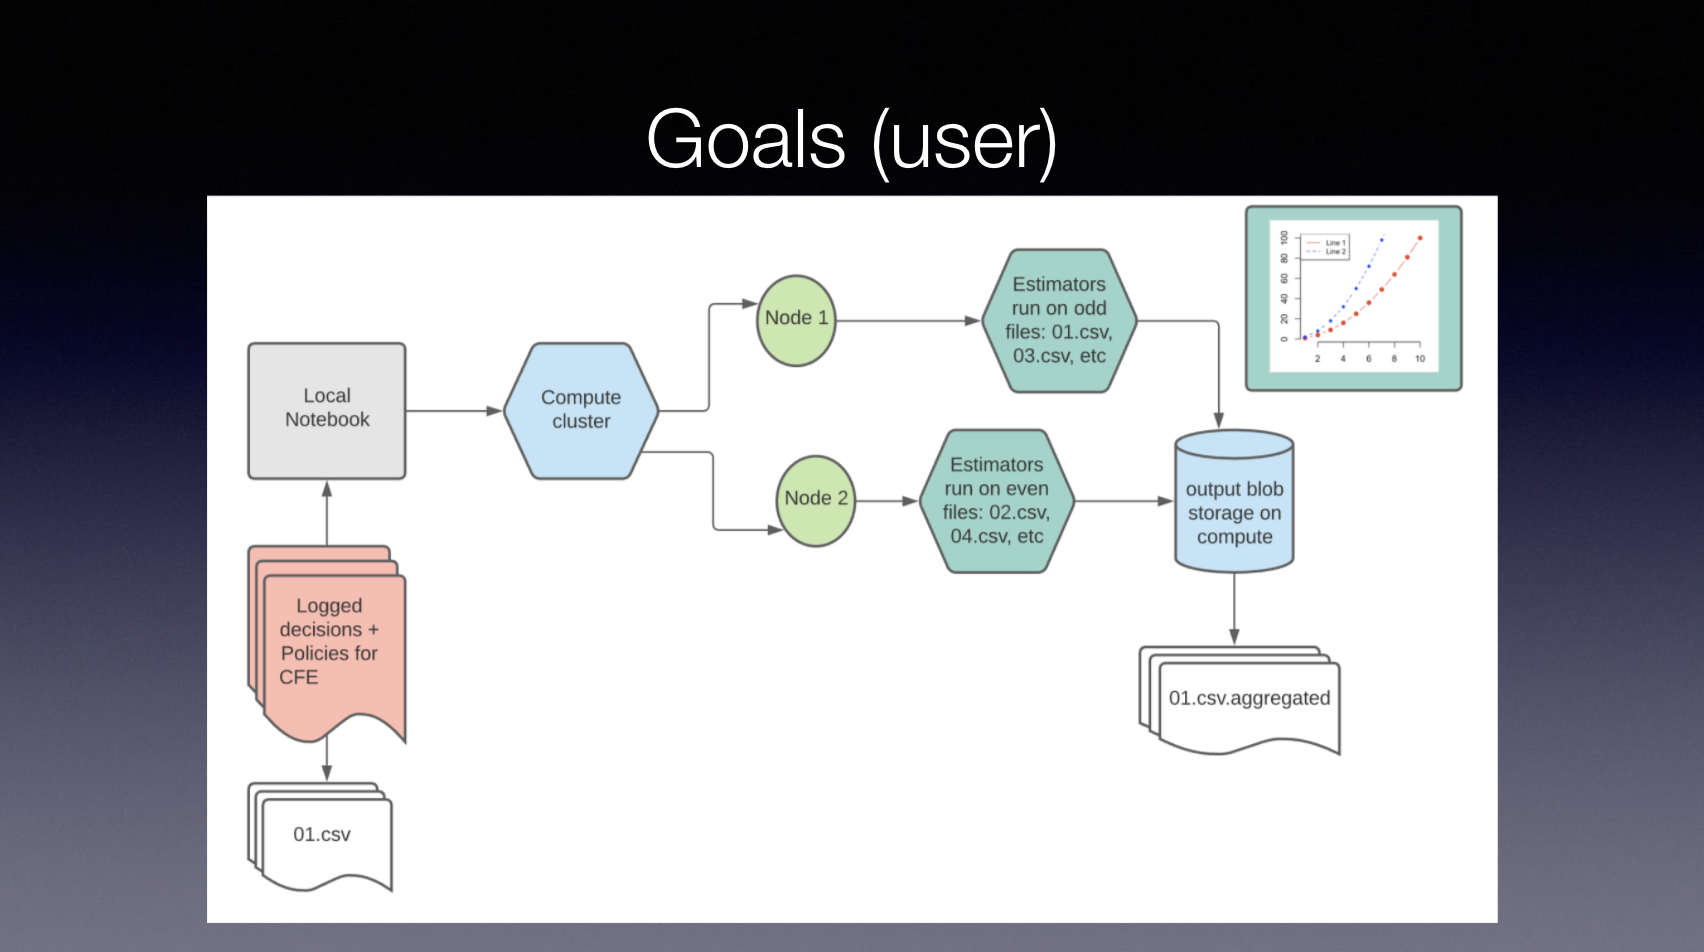 Goals (user)
Local
Notebook
Compute
cluster
Node 1
Estimators
run on odd
files: 01.csv,
03.csv, etc
Node 2
Estimators
run on even
files: 02.csv,
04.csv, etc
Line 1
Line 2
100
80
60
40
20
0
2 4 6 8 10
output blob
storage on
compute
Logged
decisions +
Policies for
CFE
01.csv.aggregated
01.csv